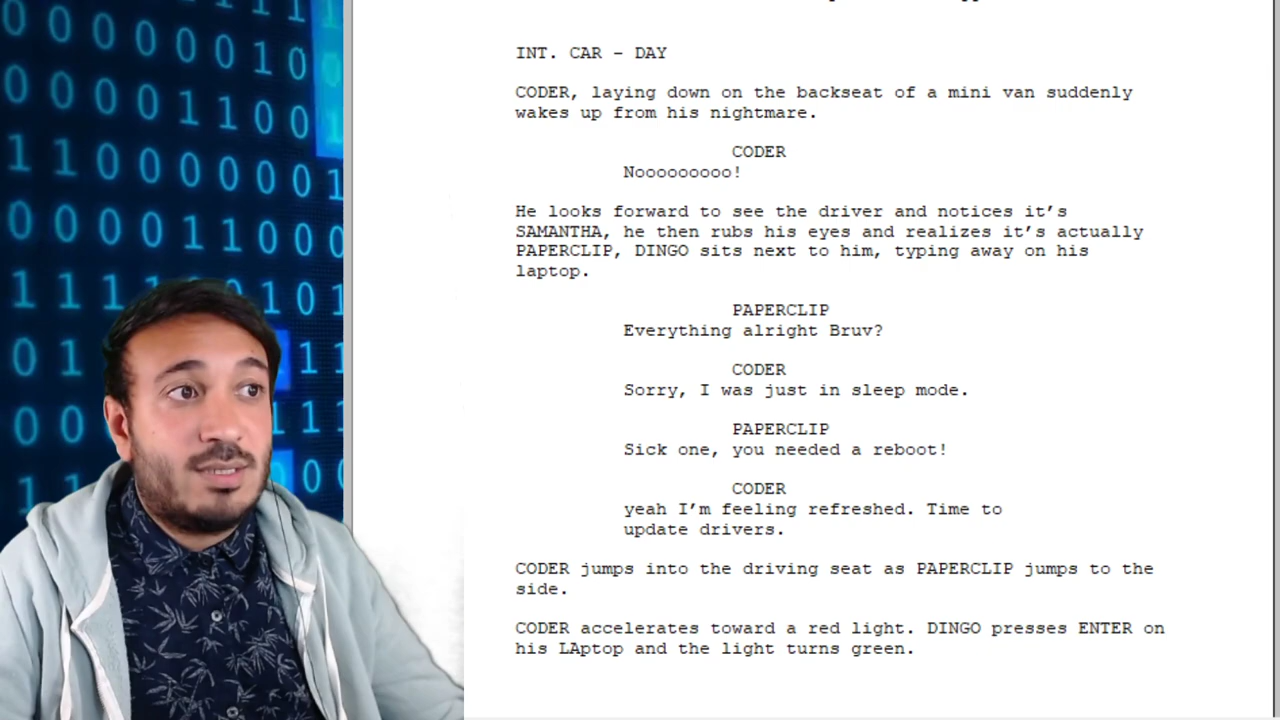 INT. CAR – DAY
CODER, laying down on the backseat of a mini van suddenly
wakes up from his nightmare.
CODER
Nooooooooo!
He looks forward to see the driver and notices it’s
SAMANTHA, he then rubs his eyes and realizes it’s actually
PAPERCLIP, DINGO sits next to him, typing away on his
laptop.
PAPERCLIP
Everything alright Bruv?
CODER
Sorry, I was just in sleep mode.
PAPERCLIP
Sick one, you needed a reboot!
CODER
yeah I’m feeling refreshed. Time to
update drivers.
CODER jumps into the driving seat as PAPERCLIP jumps to the
side.
CODER accelerates toward a red light. DINGO presses ENTER on
his LAptop and the light turns green.